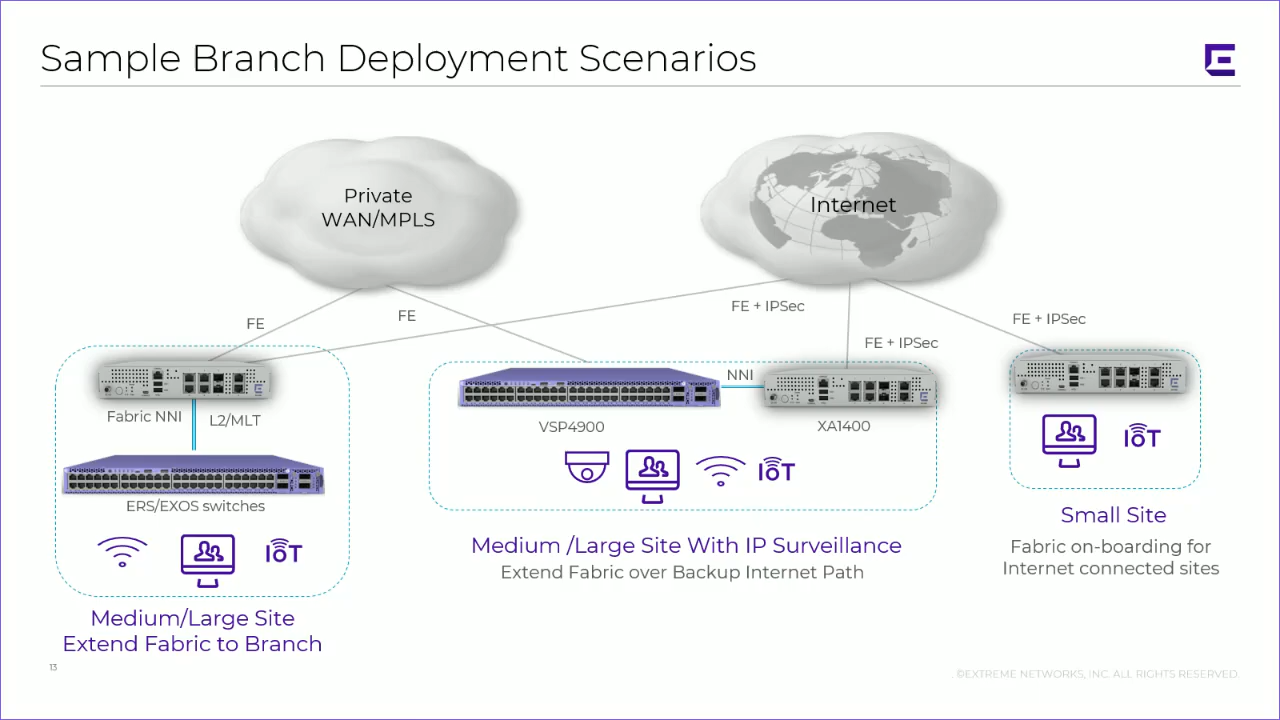 Sample Branch Deployment Scenarios
Private
WAN/MPLS
Internet
FE
FE
FE + IPSec
FE + IPSec
FE + IPSec
Fabric NNI
L2/MLT
ERS/EXOS switches
IoT
Medium/Large Site
Extend Fabric to Branch
NNI
VSP4900
XA1400
IoT
Medium /Large Site With IP Surveillance
Extend Fabric over Backup Internet Path
IoT
Small Site
Fabric on-boarding for
Internet connected sites
13
©EXTREME NETWORKS, INC. ALL RIGHTS RESERVED.